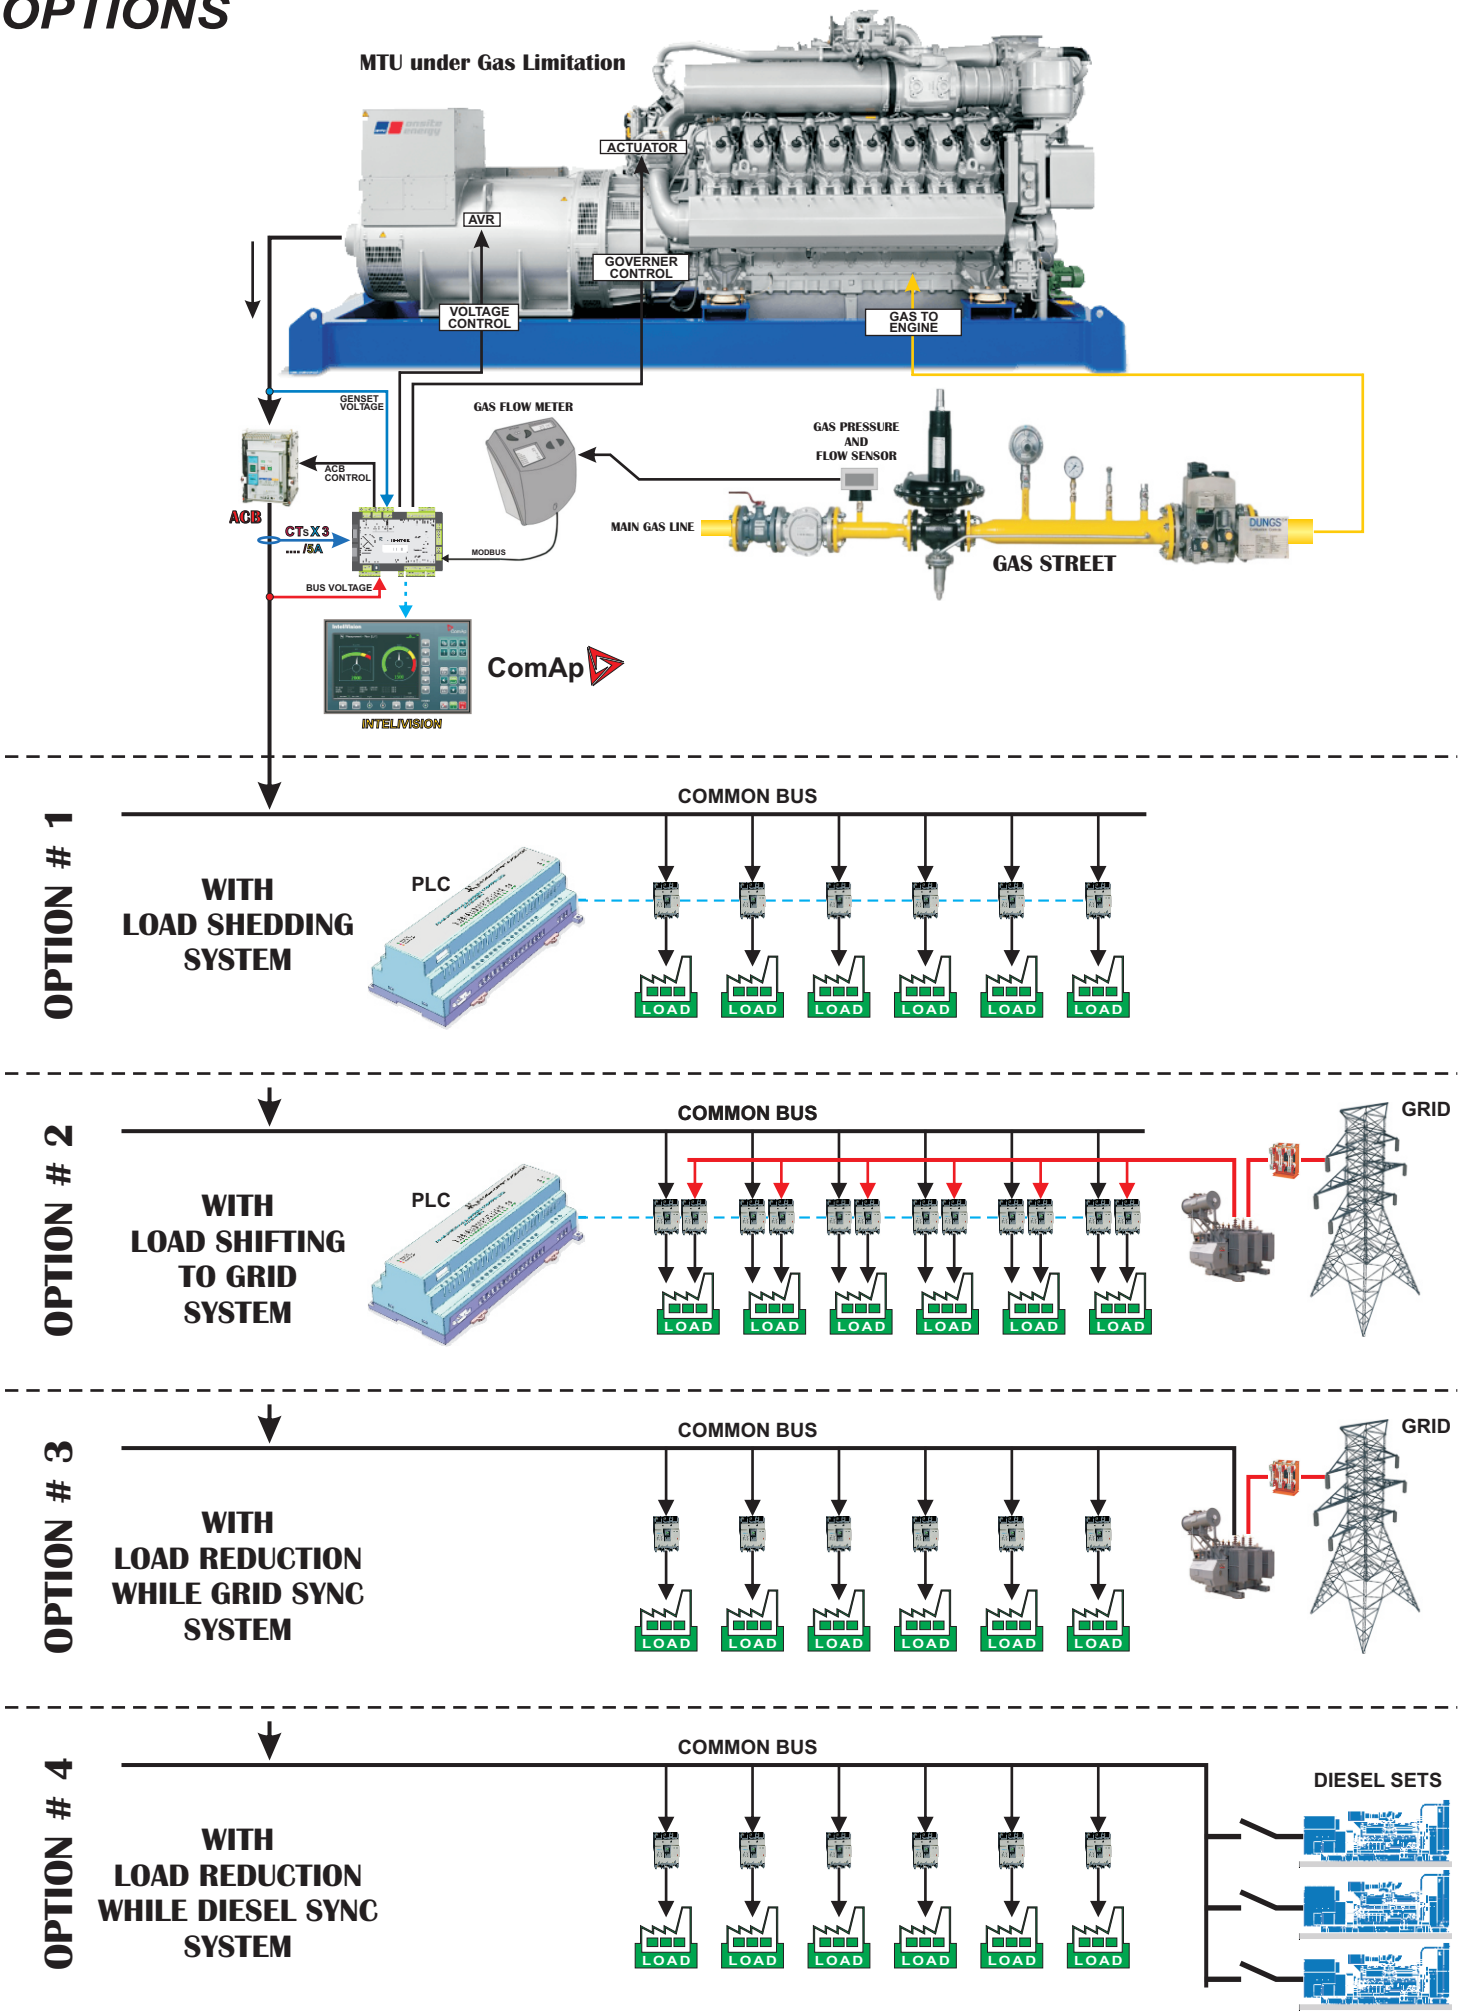 OPTIONS
MTU under Gas Limitation
onsite
energy
ACTUATOR
AVR
GOVERNER
CONTROL
VOLTAGE
CONTROL
GAS TO
ENGINE
GENSET
VOLTAGE
GAS FLOW METER
GAS PRESSURE
AND
FLOW SENSOR
ACB
CONTROL
ACB
CTsX3
.... /5A
MAIN GAS LINE
DUNGS
MODBUS
GAS STREET
BUS VOLTAGE
InteliVision
ComAp
INTELIVISION
OPTION # 1
COMMON BUS
WITH
LOAD SHEDDING
SYSTEM
PLC
LOAD
LOAD
LOAD
LOAD
LOAD
LOAD
OPTION # 2
COMMON BUS
GRID
WITH
LOAD SHIFTING
TO GRID
SYSTEM
PLC
LOAD
LOAD
LOAD
LOAD
LOAD
LOAD
OPTION # 3
COMMON BUS
GRID
WITH
LOAD REDUCTION
WHILE GRID SYNC
SYSTEM
LOAD
LOAD
LOAD
LOAD
LOAD
LOAD
OPTION # 4
COMMON BUS
DIESEL SETS
WITH
LOAD REDUCTION
WHILE DIESEL SYNC
SYSTEM
LOAD
LOAD
LOAD
LOAD
LOAD
LOAD